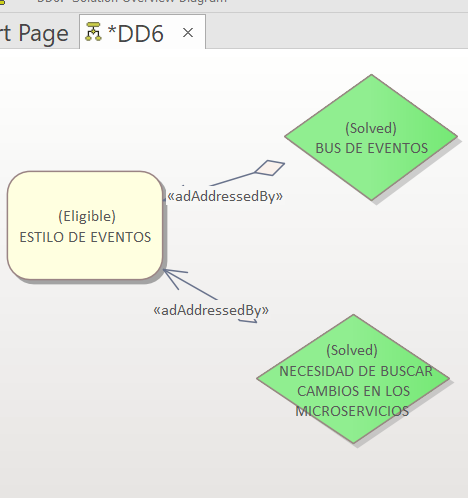 rt Page
*DD6
×
(Solved)
BUS DE EVENTOS
«adAddressedBy»
(Eligible)
ESTILO DE EVENTOS
«adAddressedBy»
(Solved)
NECESIDAD DE BUSCAR
CAMBIOS EN LOS
MICROSERVICIOS